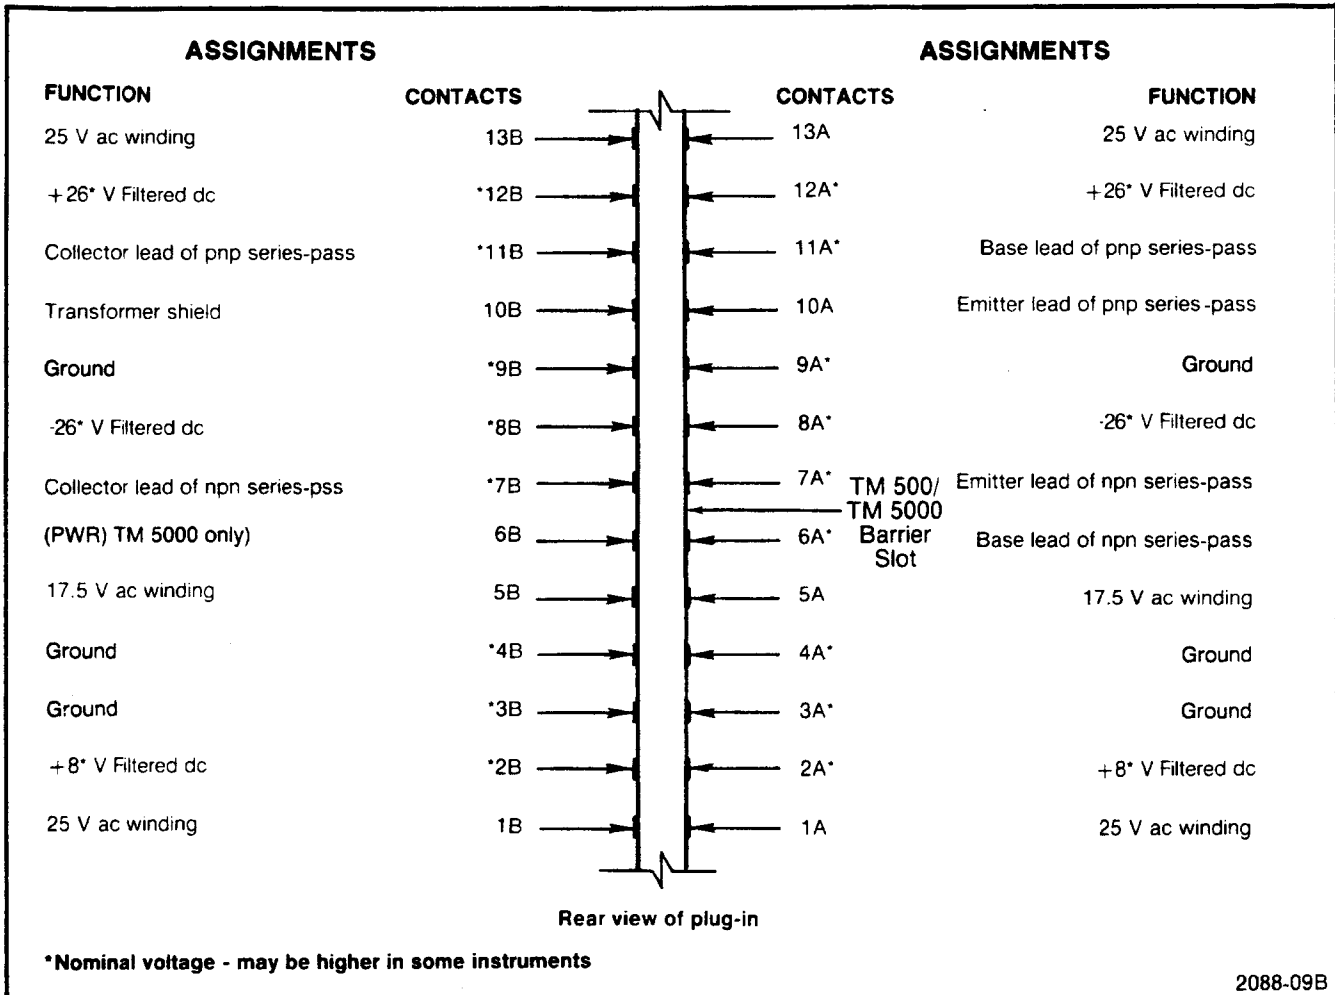 ASSIGNMENTS ASSIGNMENTS
FUNCTION CONTACTS CONTACTS FUNCTION
25 V ac winding 13B 13A 25 V ac winding
+26* V Filtered dc *12B 12A* +26* V Filtered dc
Collector lead of pnp series-pass *11B 11A* Base lead of pnp series-pass
Transformer shield 10B 10A Emitter lead of pnp series-pass
Ground *9B 9A* Ground
-26* V Filtered dc *8B 8A* -26* V Filtered dc
Collector lead of npn series-pss *7B 7A* Emitter lead of npn series-pass
TM 500/
TM 5000
Barrier
Slot
(PWR) TM 5000 only) 6B 6A* Base lead of npn series-pass
17.5 V ac winding 5B 5A 17.5 V ac winding
Ground *4B 4A* Ground
Ground *3B 3A* Ground
+8* V Filtered dc *2B 2A* +8* V Filtered dc
25 V ac winding 1B 1A 25 V ac winding
Rear view of plug-in
*Nominal voltage - may be higher in some instruments
2088-09B